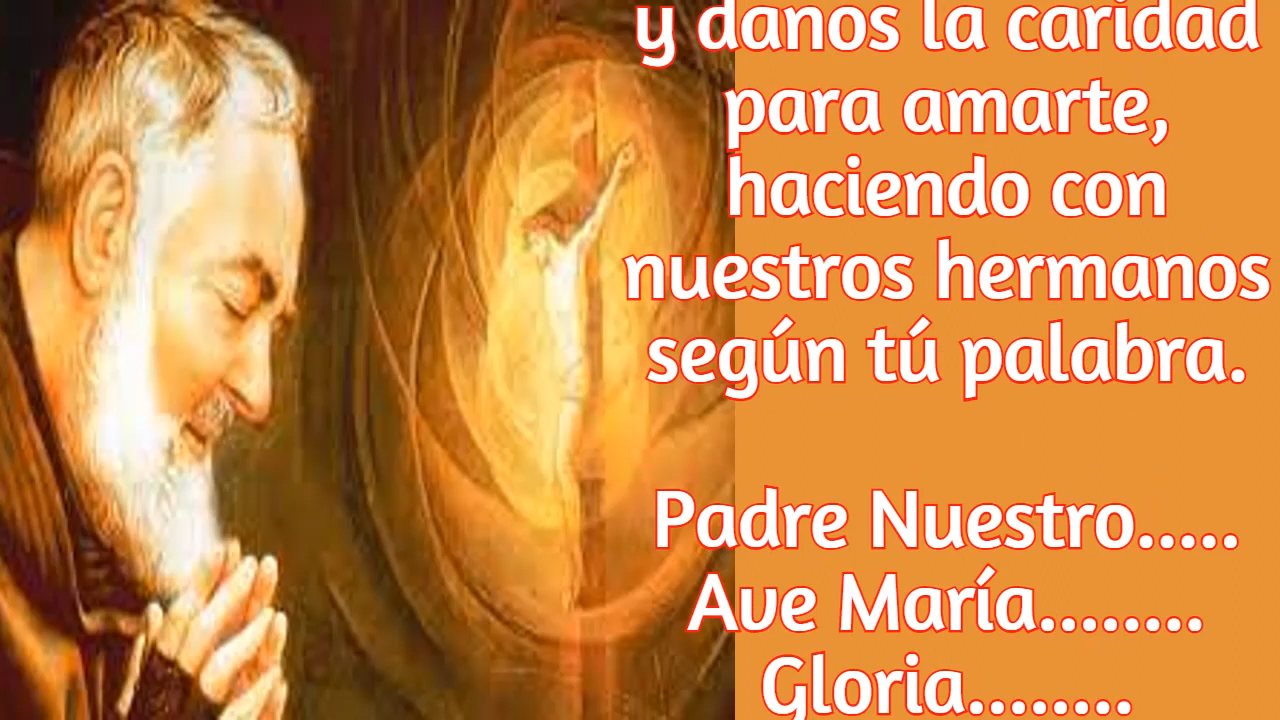 y danos la caridad
para amarte,
haciendo con
nuestros hermanos
según tú palabra.
Padre Nuestro.....
Ave María........
Gloria........